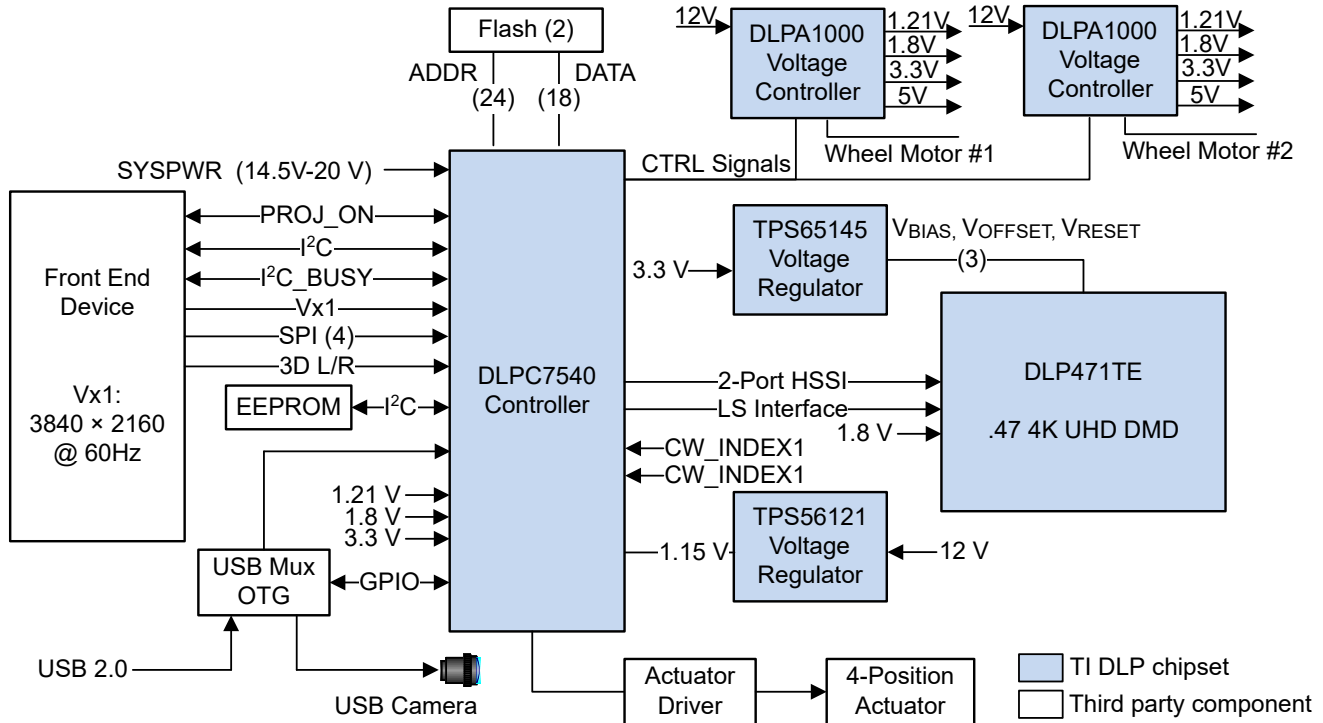 Flash (2)
ADDR
(24)
DATA
(18)
12V
DLPA1000
Voltage
Controller
1.21V
1.8V
3.3V
5V
Wheel Motor #1
12V
DLPA1000
Voltage
Controller
1.21V
1.8V
3.3V
5V
Wheel Motor #2
CTRL Signals
SYSPWR (14.5V-20 V)
PROJ_ON
I²C
I²C_BUSY
Vx1
SPI (4)
3D L/R
Front End
Device
Vx1:
3840 × 2160
@ 60Hz
EEPROM
I²C
DLPC7540
Controller
3.3 V
TPS65145
Voltage
Regulator
VBIAS, VOFFSET, VRESET
(3)
2-Port HSSI
LS Interface
1.8 V
DLP471TE
.47 4K UHD DMD
CW_INDEX1
CW_INDEX1
1.21 V
1.8 V
3.3 V
1.15 V
TPS56121
Voltage
Regulator
12 V
USB Mux
OTG
GPIO
USB 2.0
USB Camera
Actuator
Driver
4-Position
Actuator
TI DLP chipset
Third party component